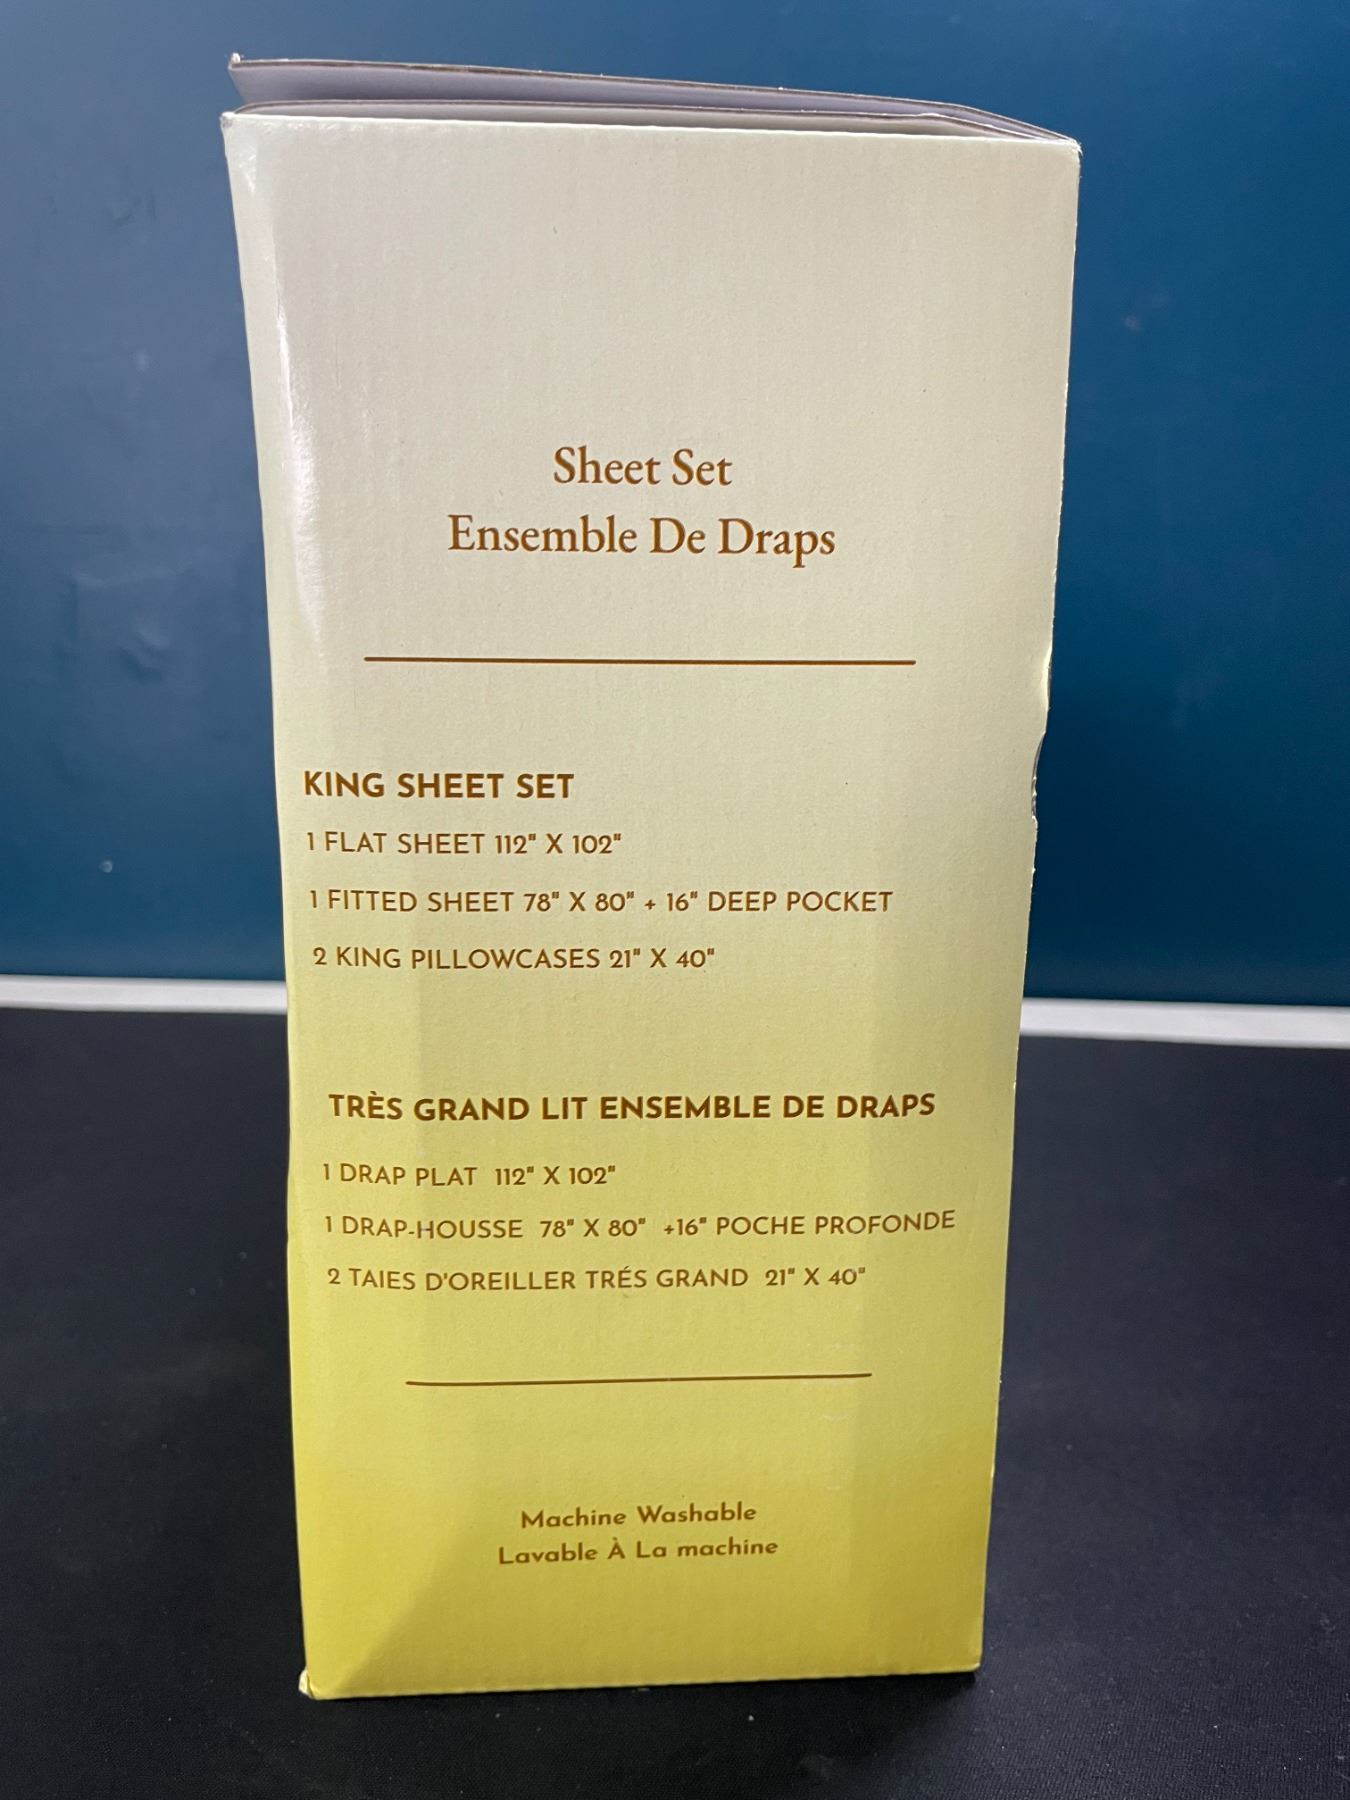 Sheet Set
Ensemble De Draps
KING SHEET SET
1 FLAT SHEET 112" X 102"
1 FITTED SHEET 78" X 80" + 16" DEEP POCKET
2 KING PILLOWCASES 21" X 40"
TRÈS GRAND LIT ENSEMBLE DE DRAPS
1 DRAP PLAT 112" X 102"
1 DRAP-HOUSSE 78" X 80" +16" POCHE PROFONDE
2 TAIES D'OREILLER TRÉS GRAND 21" X 40"
Machine Washable
Lavable À La machine